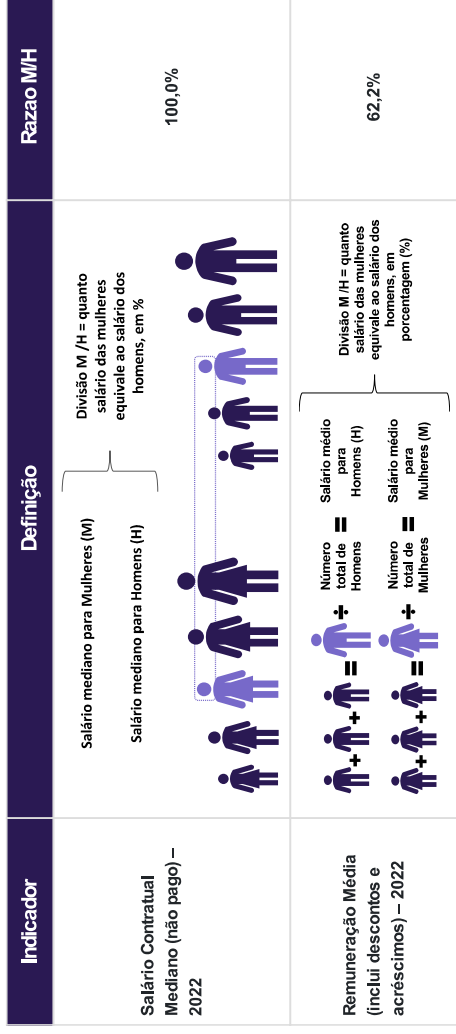 Indicador
Definição
Razao M/H
Salário Contratual
Mediano (não pago) –
2022
Salário mediano para Mulheres (M)
Salário mediano para Homens (H)
Divisão M /H = quanto
salário das mulheres
equivale ao salário dos
homens, em %
100,0%
Remuneração Média
(inclui descontos e
acréscimos) – 2022
+ + = ÷
Número
total de
Homens
=
Salário médio
para
Homens (H)
+ + = ÷
Número
total de
Mulheres
=
Salário médio
para
Mulheres (M)
Divisão M /H = quanto
salário das mulheres
equivale ao salário dos
homens, em
porcentagem (%)
62,2%